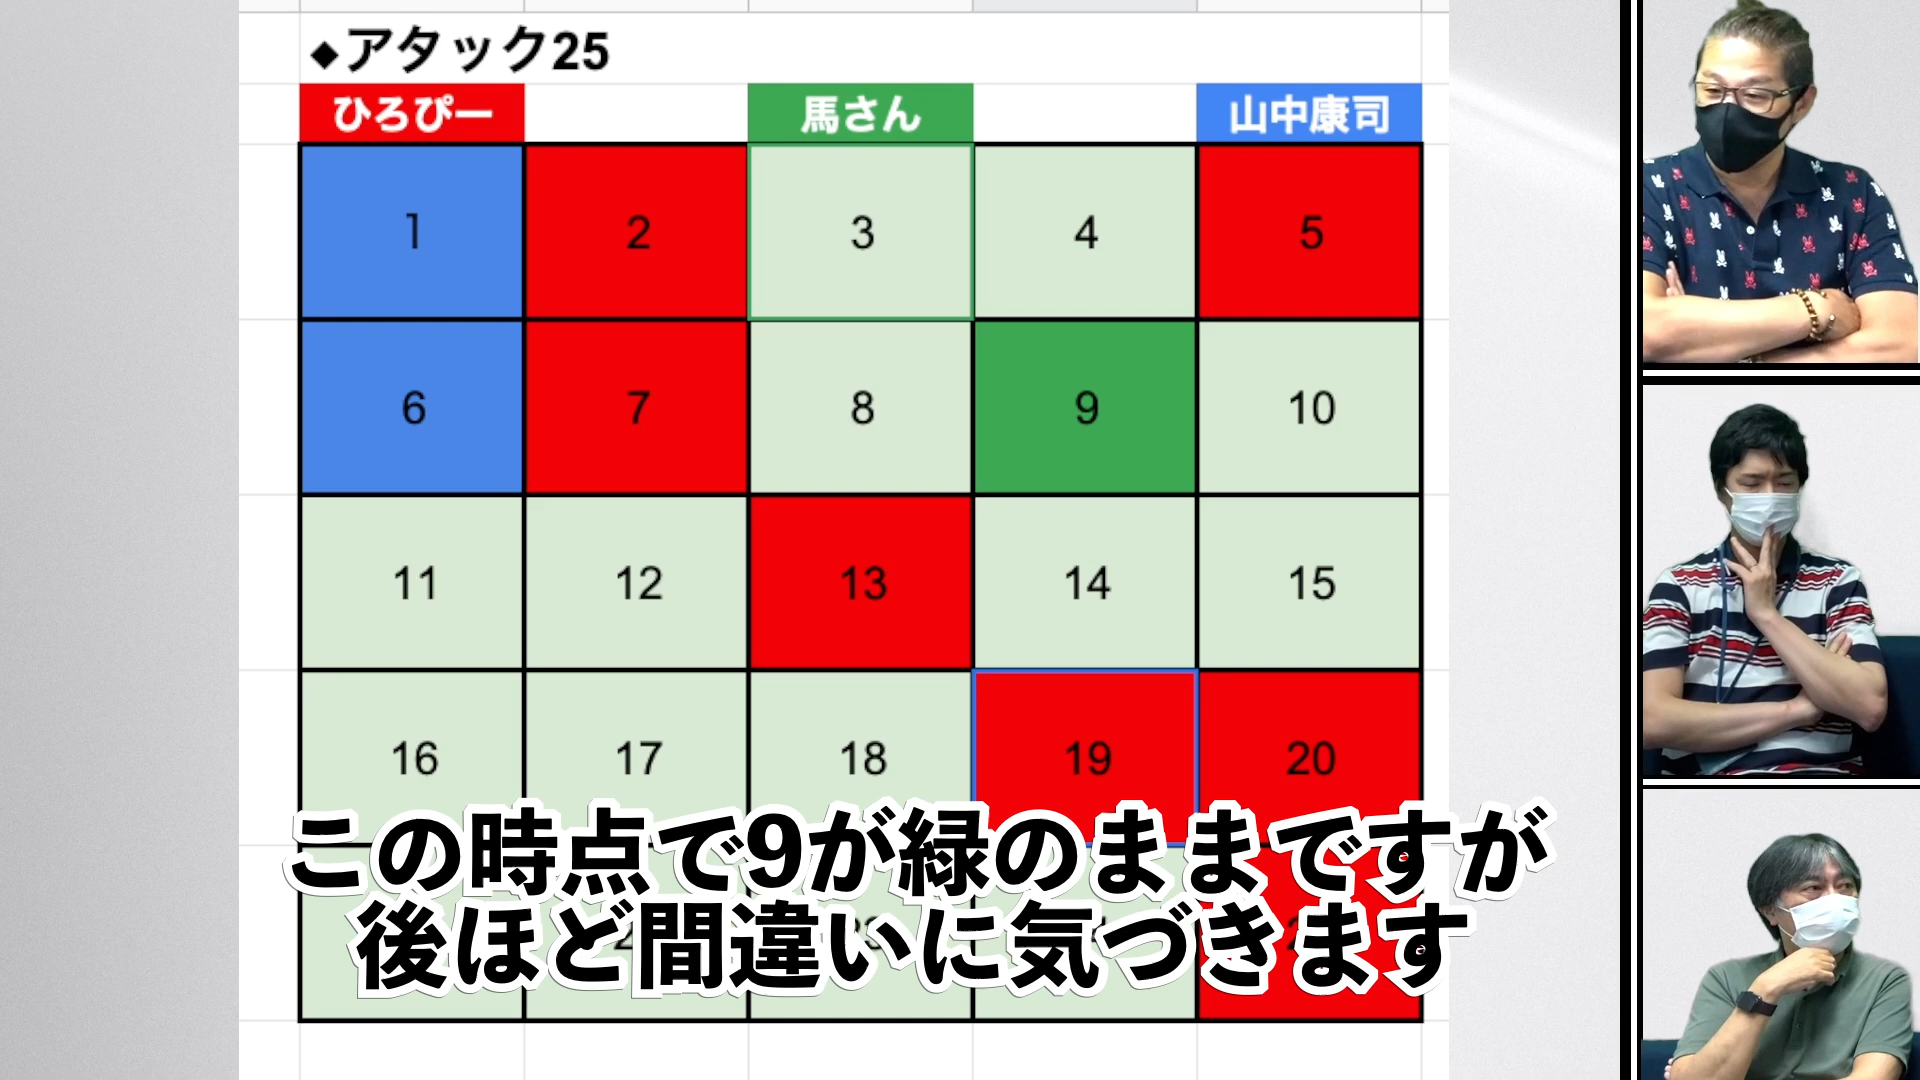 ◆アタック25
ひろぴー 馬さん 山中康司
1 2 3 4 5
6 7 8 9 10
11 12 13 14 15
16 17 18 19 20
この時点で9が緑のままですが
後ほど間違いに気づきます